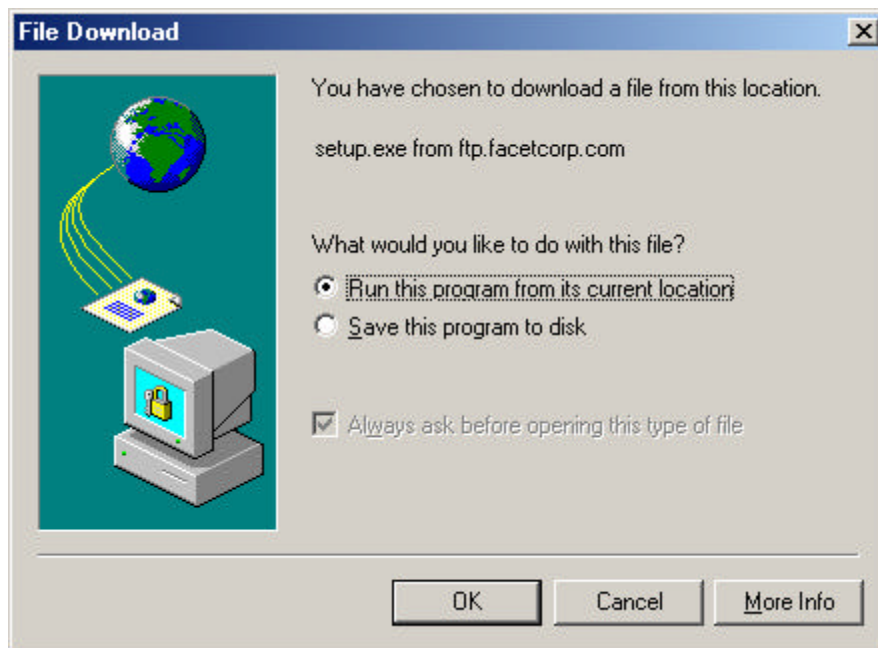 File Download
You have chosen to download a file from this location.
setup.exe from ftp.facetcorp.com
What would you like to do with this file?
Run this program from its current location
Save this program to disk
Always ask before opening this type of file
OK
Cancel
More Info